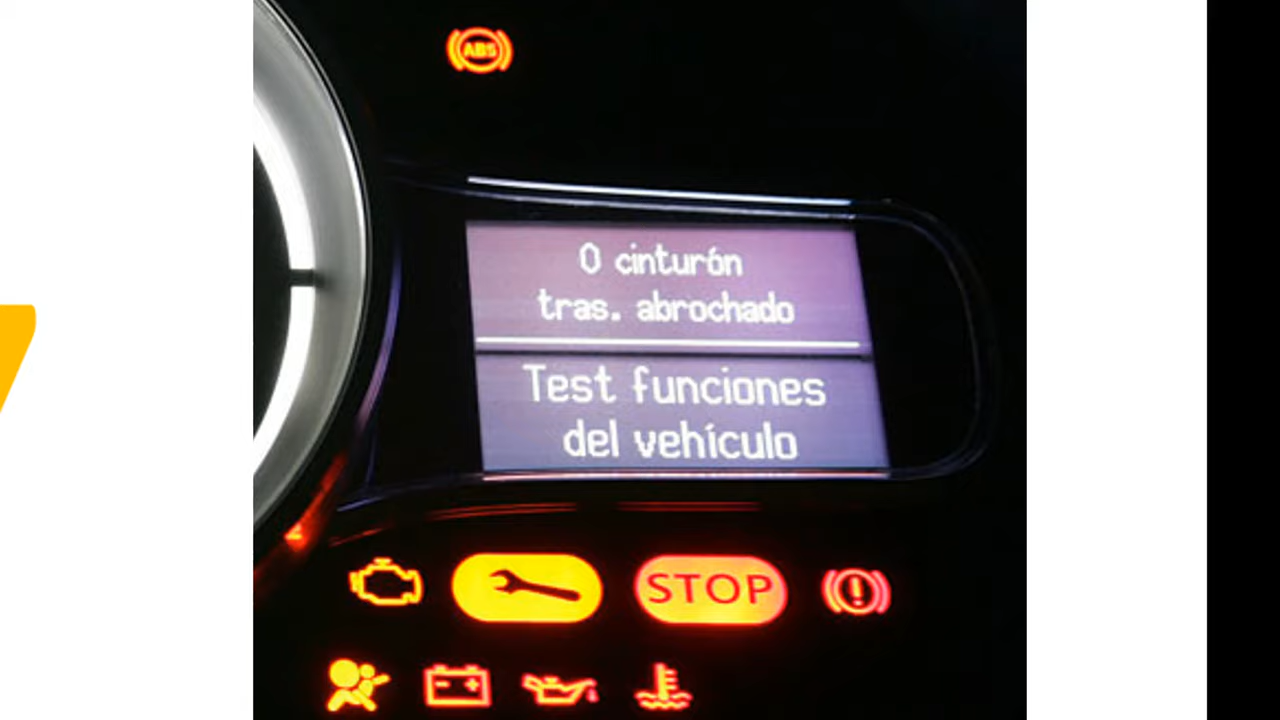 ABS
0 cinturón
tras. abrochado
Test funciones
del vehículo
STOP